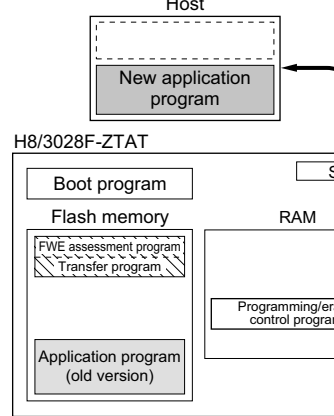 Host
New application
program
H8/3028F-ZTAT
Boot program
Flash memory
RAM
FWE assessment program
Transfer program
control
Application program
(old version)